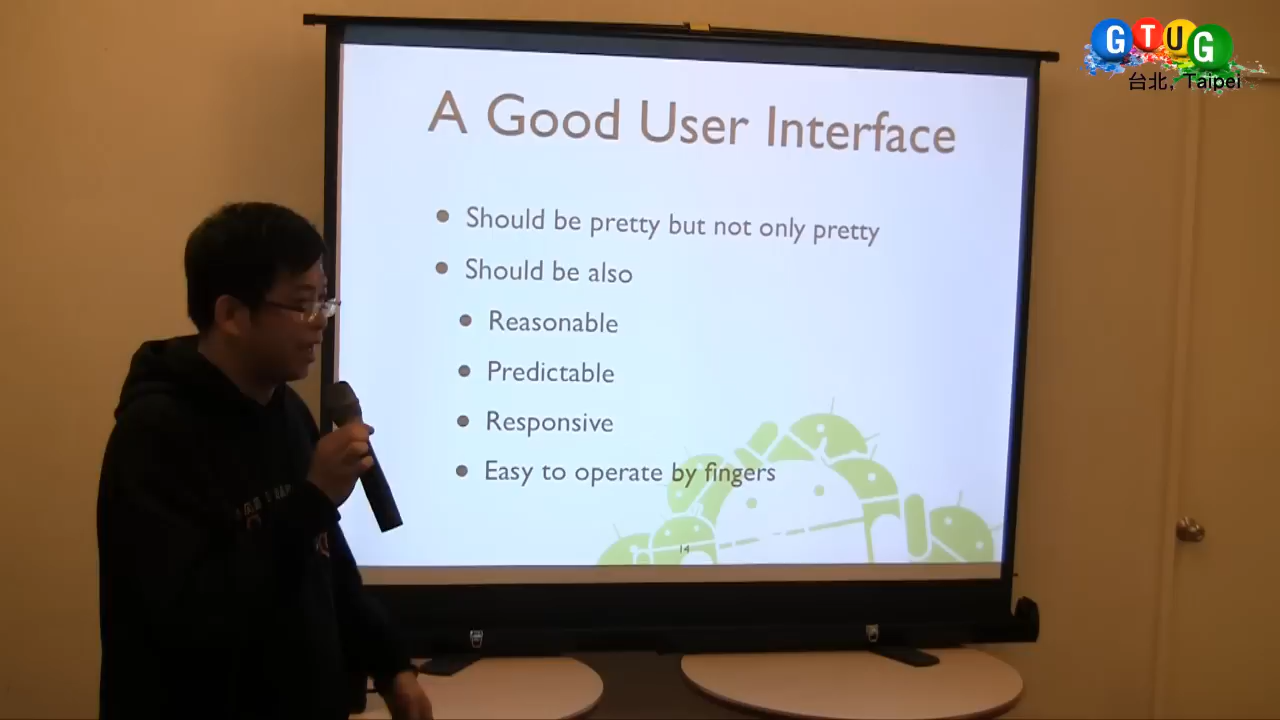 GTUG
台北, Taipei
A Good User Interface
Should be pretty but not only pretty
Should be also
Reasonable
Predictable
Responsive
Easy to operate by fingers
14